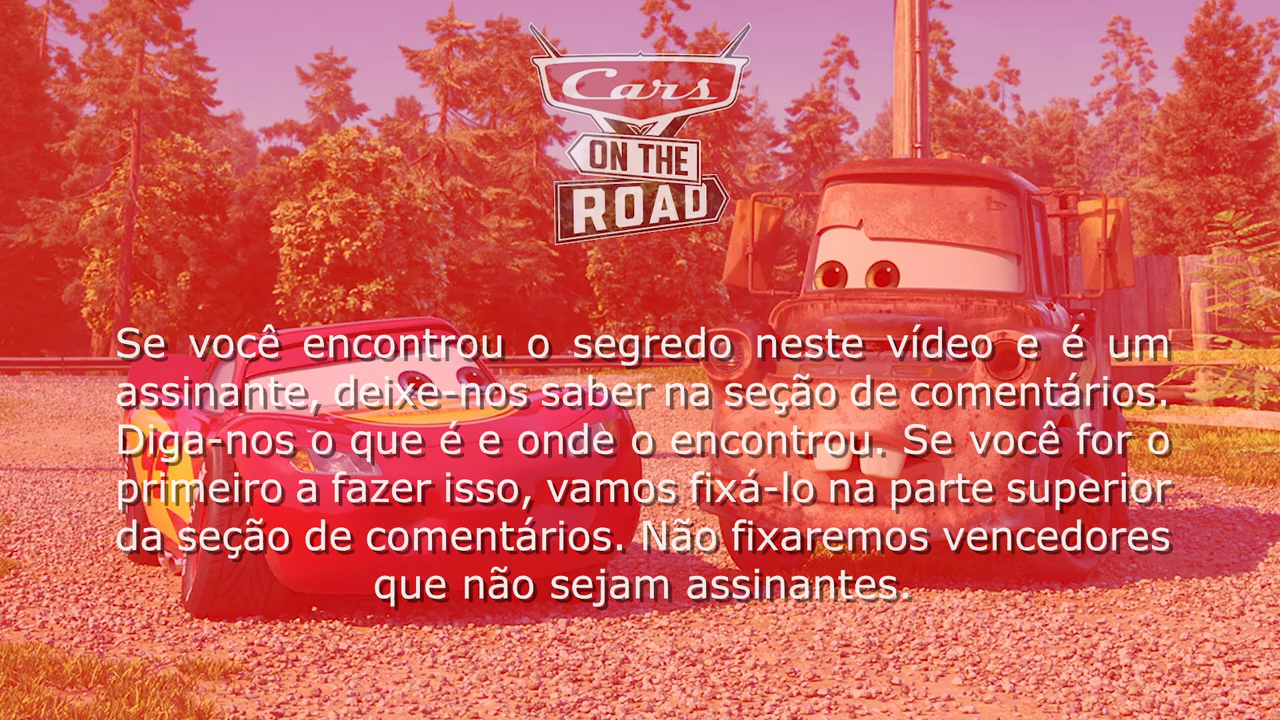 Cars
ON THE
ROAD
Se você encontrou o segredo neste vídeo e é um
assinante, deixe-nos saber na seção de comentários.
Diga-nos o que é e onde o encontrou. Se você for o
primeiro a fazer isso, vamos fixá-lo na parte superior
da seção de comentários. Não fixaremos vencedores
que não sejam assinantes.